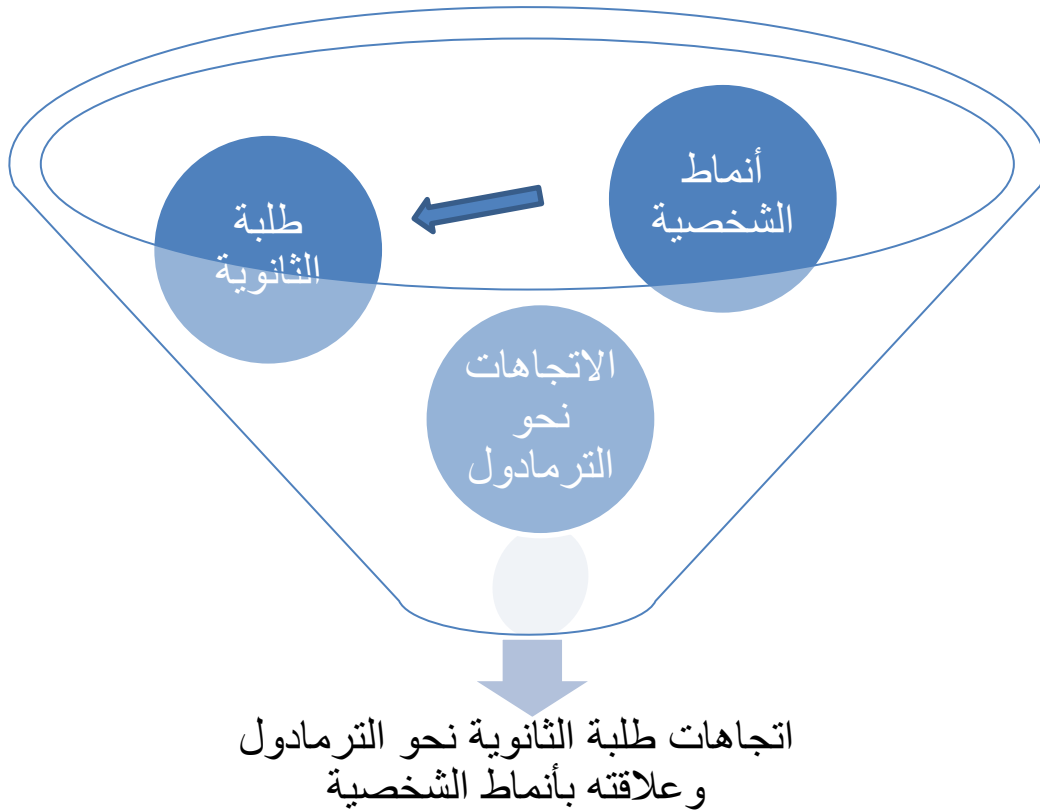 أنماط
الشخصية
طلبة
الثانوية
الاتجاهات
نحو
الترمادول
اتجاهات طلبة الثانوية نحو الترمادول
وعلاقته بأنماط الشخصية